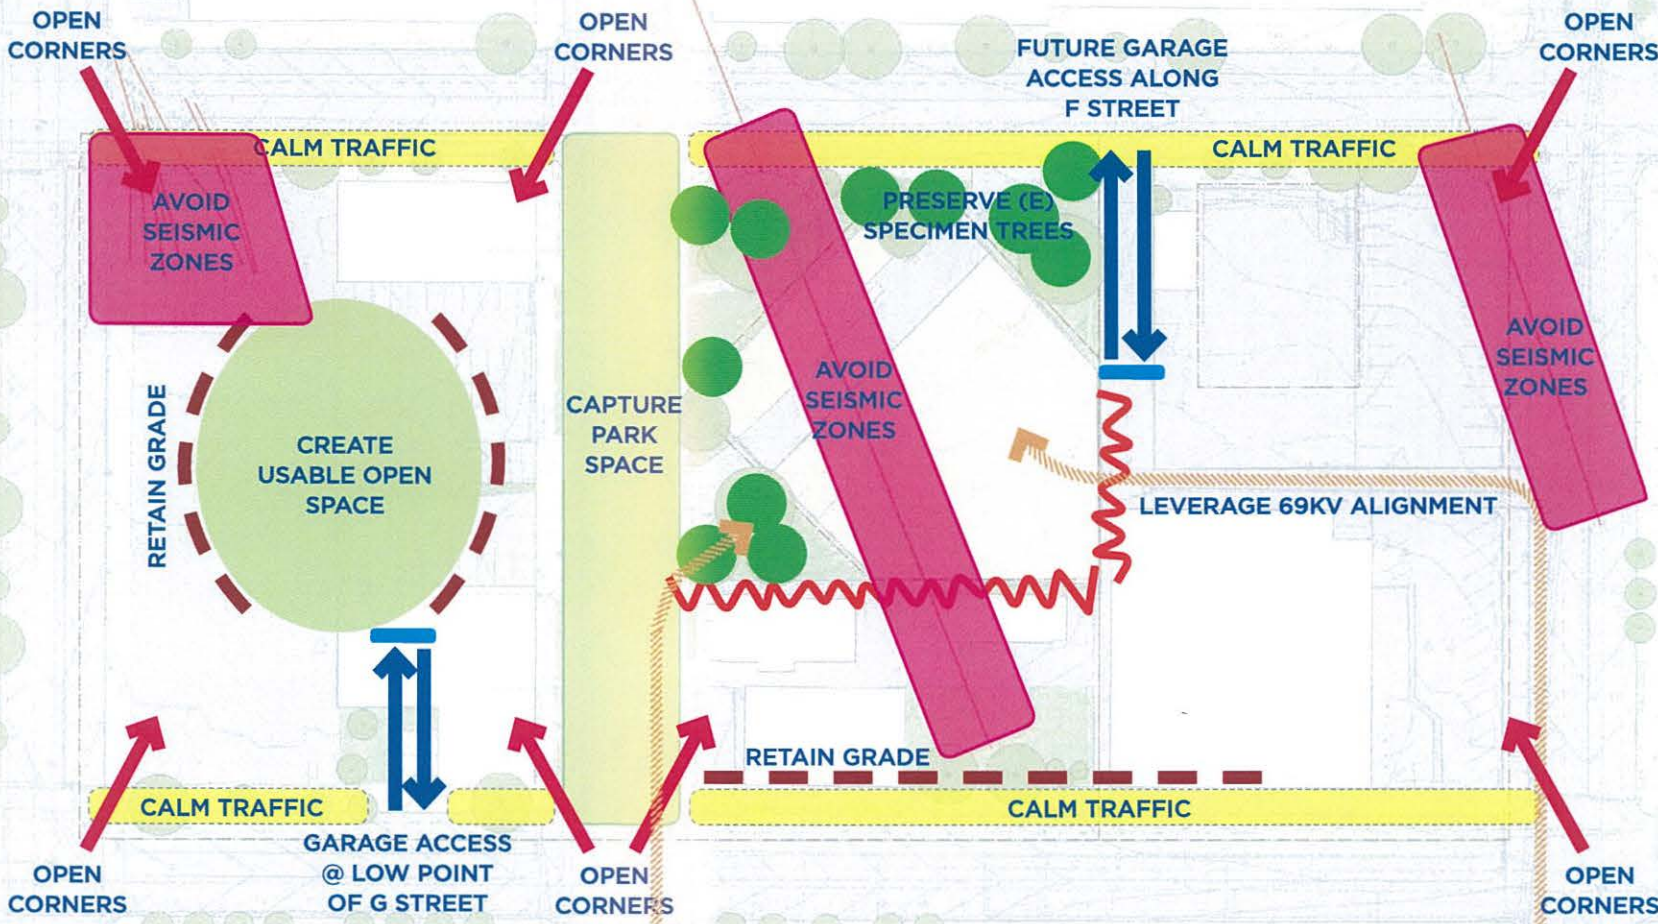 OPEN
CORNERS
OPEN
CORNERS
OPEN
CORNERS
FUTURE GARAGE
ACCESS ALONG
F STREET
CALM TRAFFIC
CALM TRAFFIC
AVOID
SEISMIC
ZONES
PRESERVE (E)
SPECIMEN TREES
AVOID
SEISMIC
ZONES
AVOID
SEISMIC
ZONES
RETAIN GRADE
CREATE
USABLE OPEN
SPACE
CAPTURE
PARK
SPACE
LEVERAGE 69KV ALIGNMENT
RETAIN GRADE
CALM TRAFFIC
CALM TRAFFIC
GARAGE ACCESS
@ LOW POINT
OF G STREET
OPEN
CORNERS
OPEN
CORNERS
OPEN
CORNERS